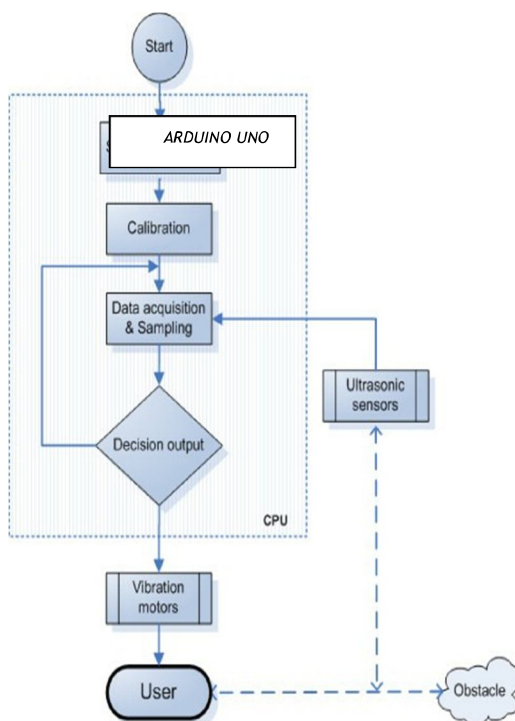 Start
ARDUINO UNO
Calibration
Data acquisition
& Sampling
Ultrasonic
sensors
Decision output
CPU
Vibration
motors
User
Obstacle